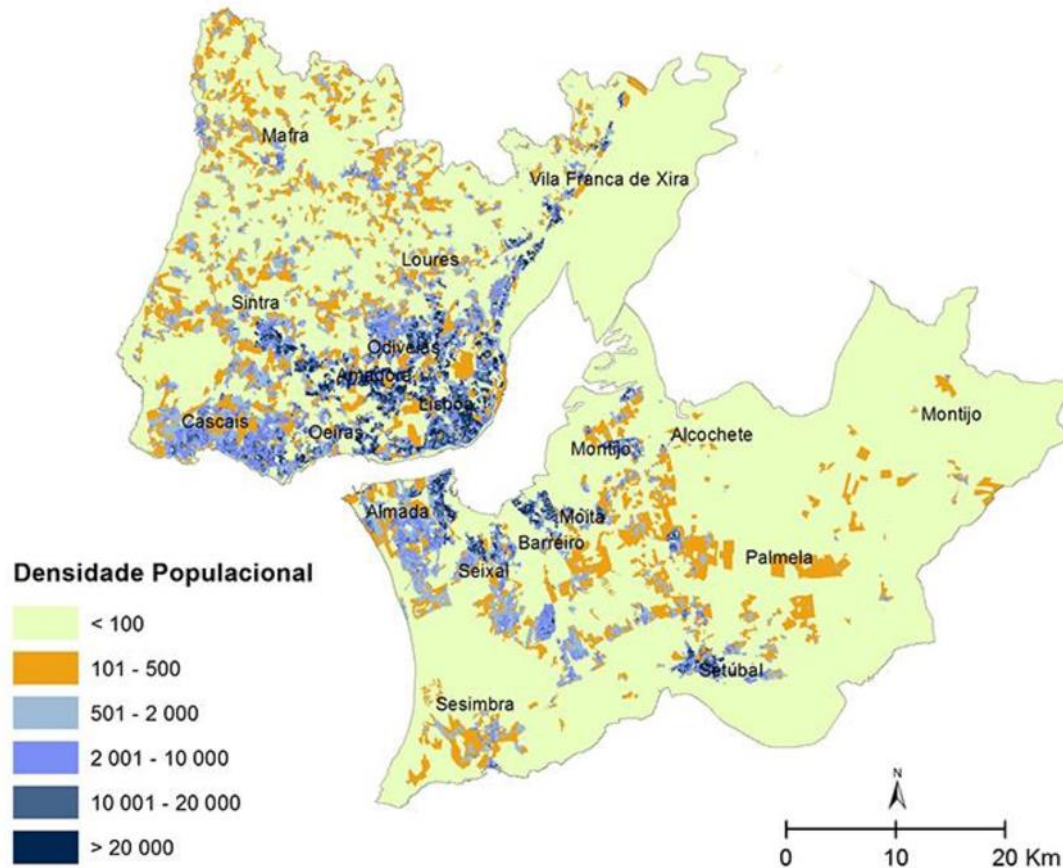 Mafra
Vila Franca de Xira
Loures
Sintra
Odivelas
Amadora
Lisboa
Cascais
Oeiras
Montijo
Montijo
Alcochete
Almada
Moita
Barreiro
Seixal
Palmela
Setúbal
Sesimbra
Densidade Populacional
< 100
101 - 500
501 - 2 000
2 001 - 10 000
10 001 - 20 000
> 20 000
N
0 10 20 Km